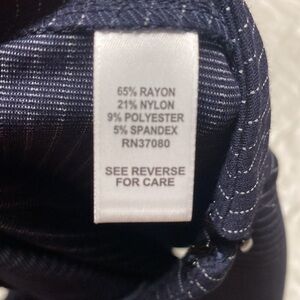 65% RAYON
21% NYLON
9% POLYESTER
5% SPANDEX
RN37080
SEE REVERSE
FOR CARE